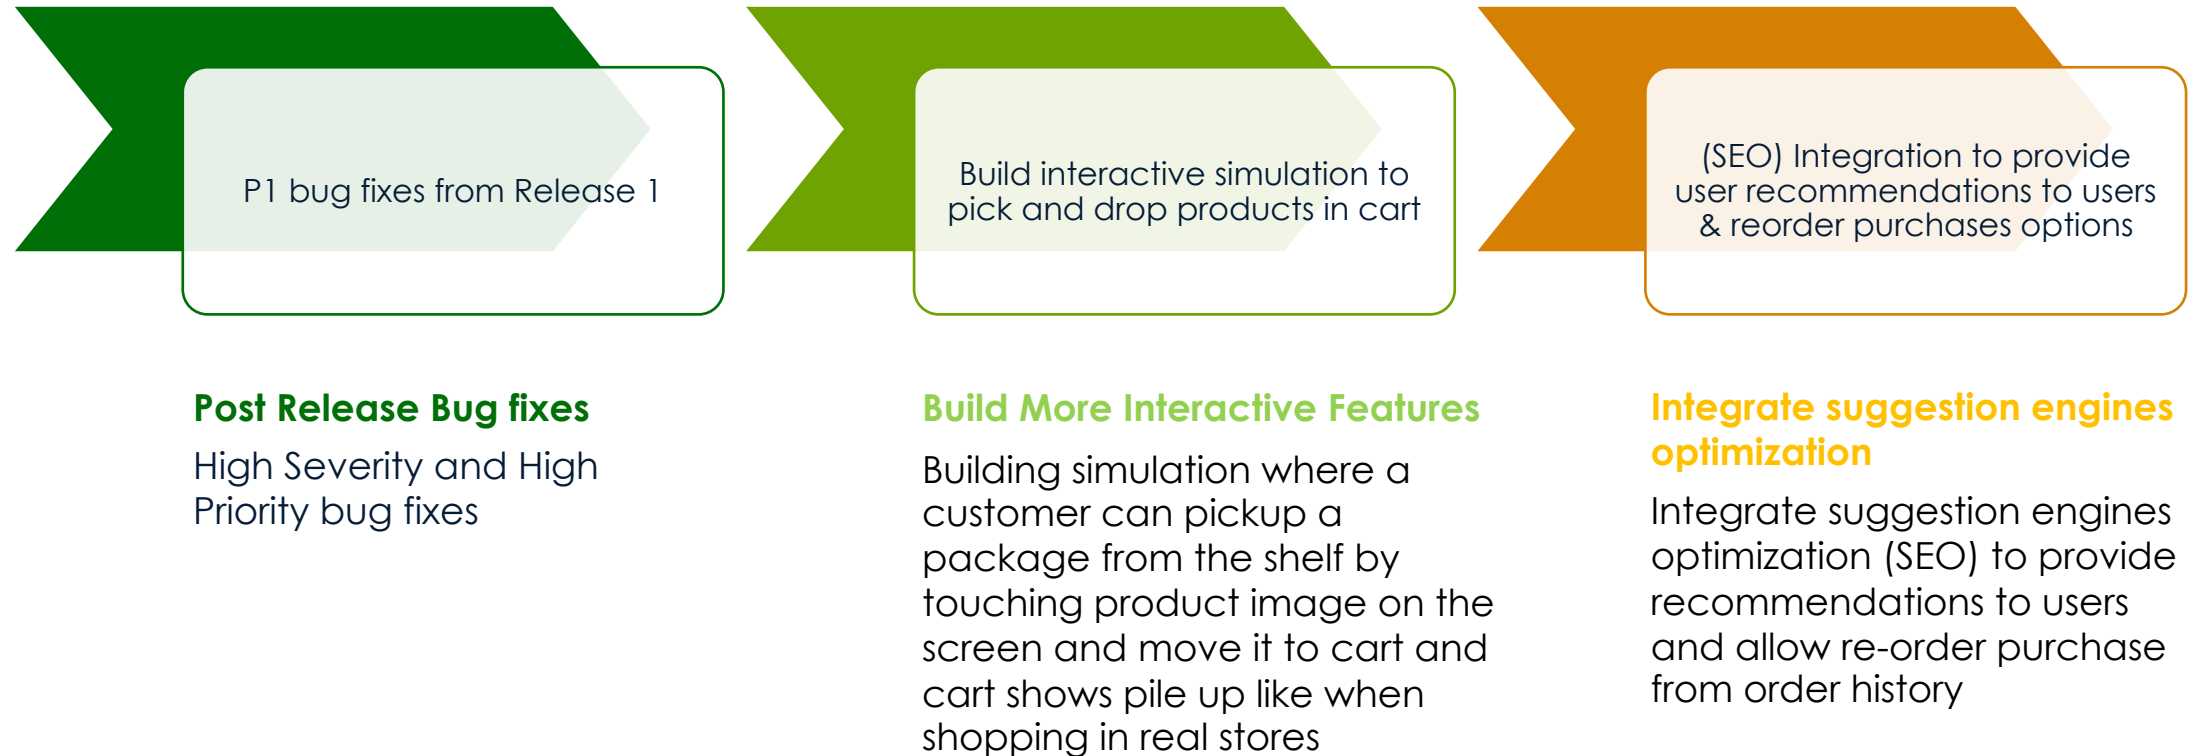 P1 bug fixes from Release 1
Build interactive simulation to
pick and drop products in cart
(SEO) Integration to provide
user recommendations to users
& reorder purchases options
Post Release Bug fixes
High Severity and High
Priority bug fixes
Build More Interactive Features
Building simulation where a
customer can pickup a
package from the shelf by
touching product image on the
screen and move it to cart and
cart shows pile up like when
shopping in real stores
Integrate suggestion engines
optimization
Integrate suggestion engines
optimization (SEO) to provide
recommendations to users
and allow re-order purchase
from order history